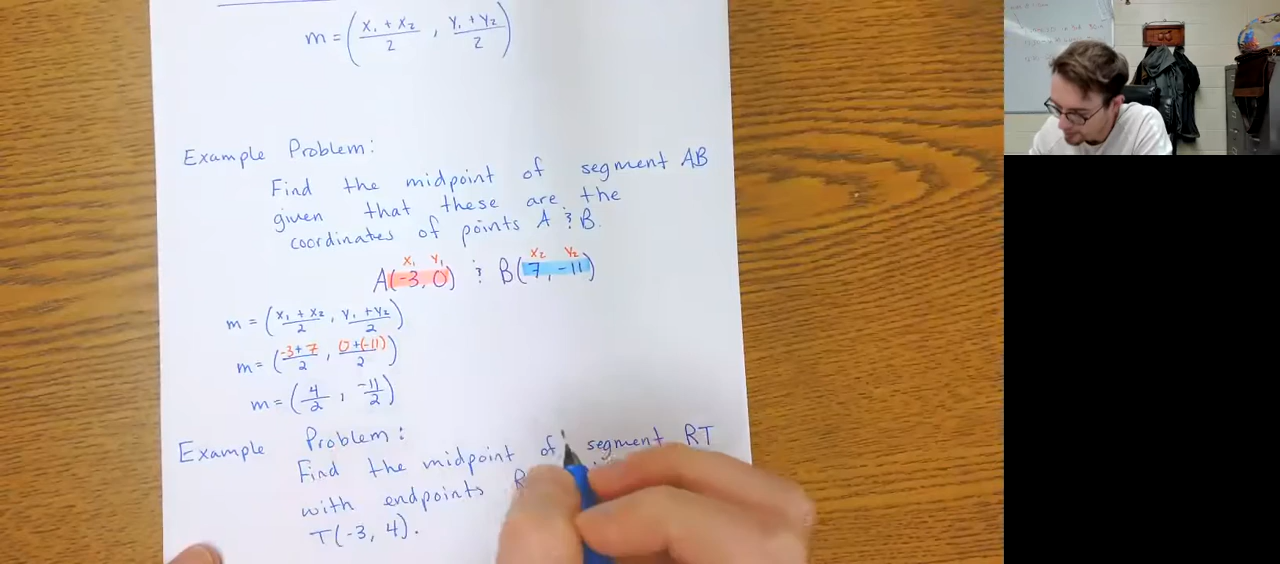 m = (x₁ + x₂ / 2 , y₁ + y₂ / 2)
Example Problem:
Find the midpoint of segment AB
given that these are the
coordinates of points A & B.
x₁ y₁ x₂ y₂
A(-3, 0) & B(7, -11)
m = (x₁ + x₂ / 2 , y₁ + y₂ / 2)
m = (-3+7 / 2 , 0+(-11) / 2)
m = (4/2 , -11/2)
Example Problem:
Find the midpoint of segment RT
with endpoints R
T(-3, 4).